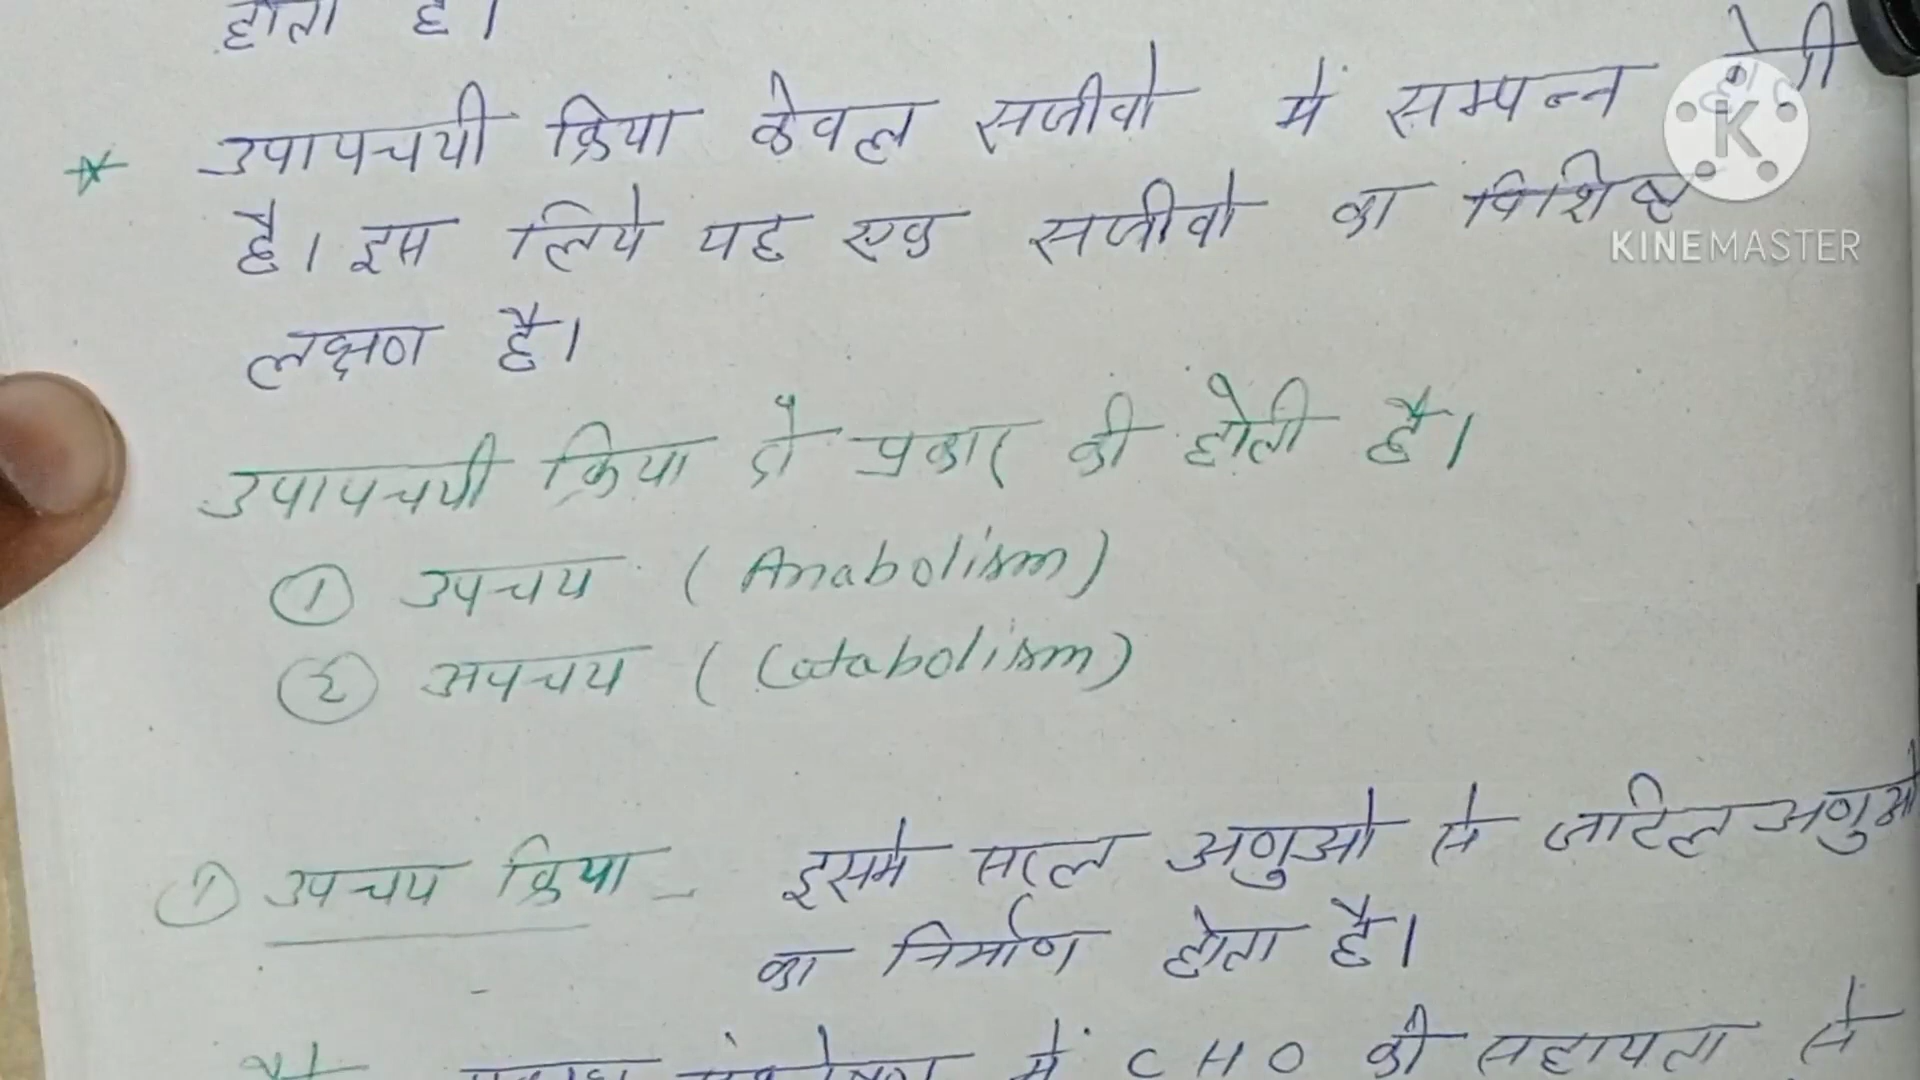 होता है।
उपापचयी क्रिया केवल सजीवो में सम्पन्न होती
है। इस लिये यह एक सजीवो का विशिष्ट
KINEMASTER
लक्षण है।
उपापचयी क्रिया दो प्रकार की होती है।
① उपचय (Anabolism)
② अपचय (Catabolism)
① उपचय क्रिया - इसमे सरल अणुओ से जटिल अणुओ
का निर्माण होता है।
में CHO की सहायता से